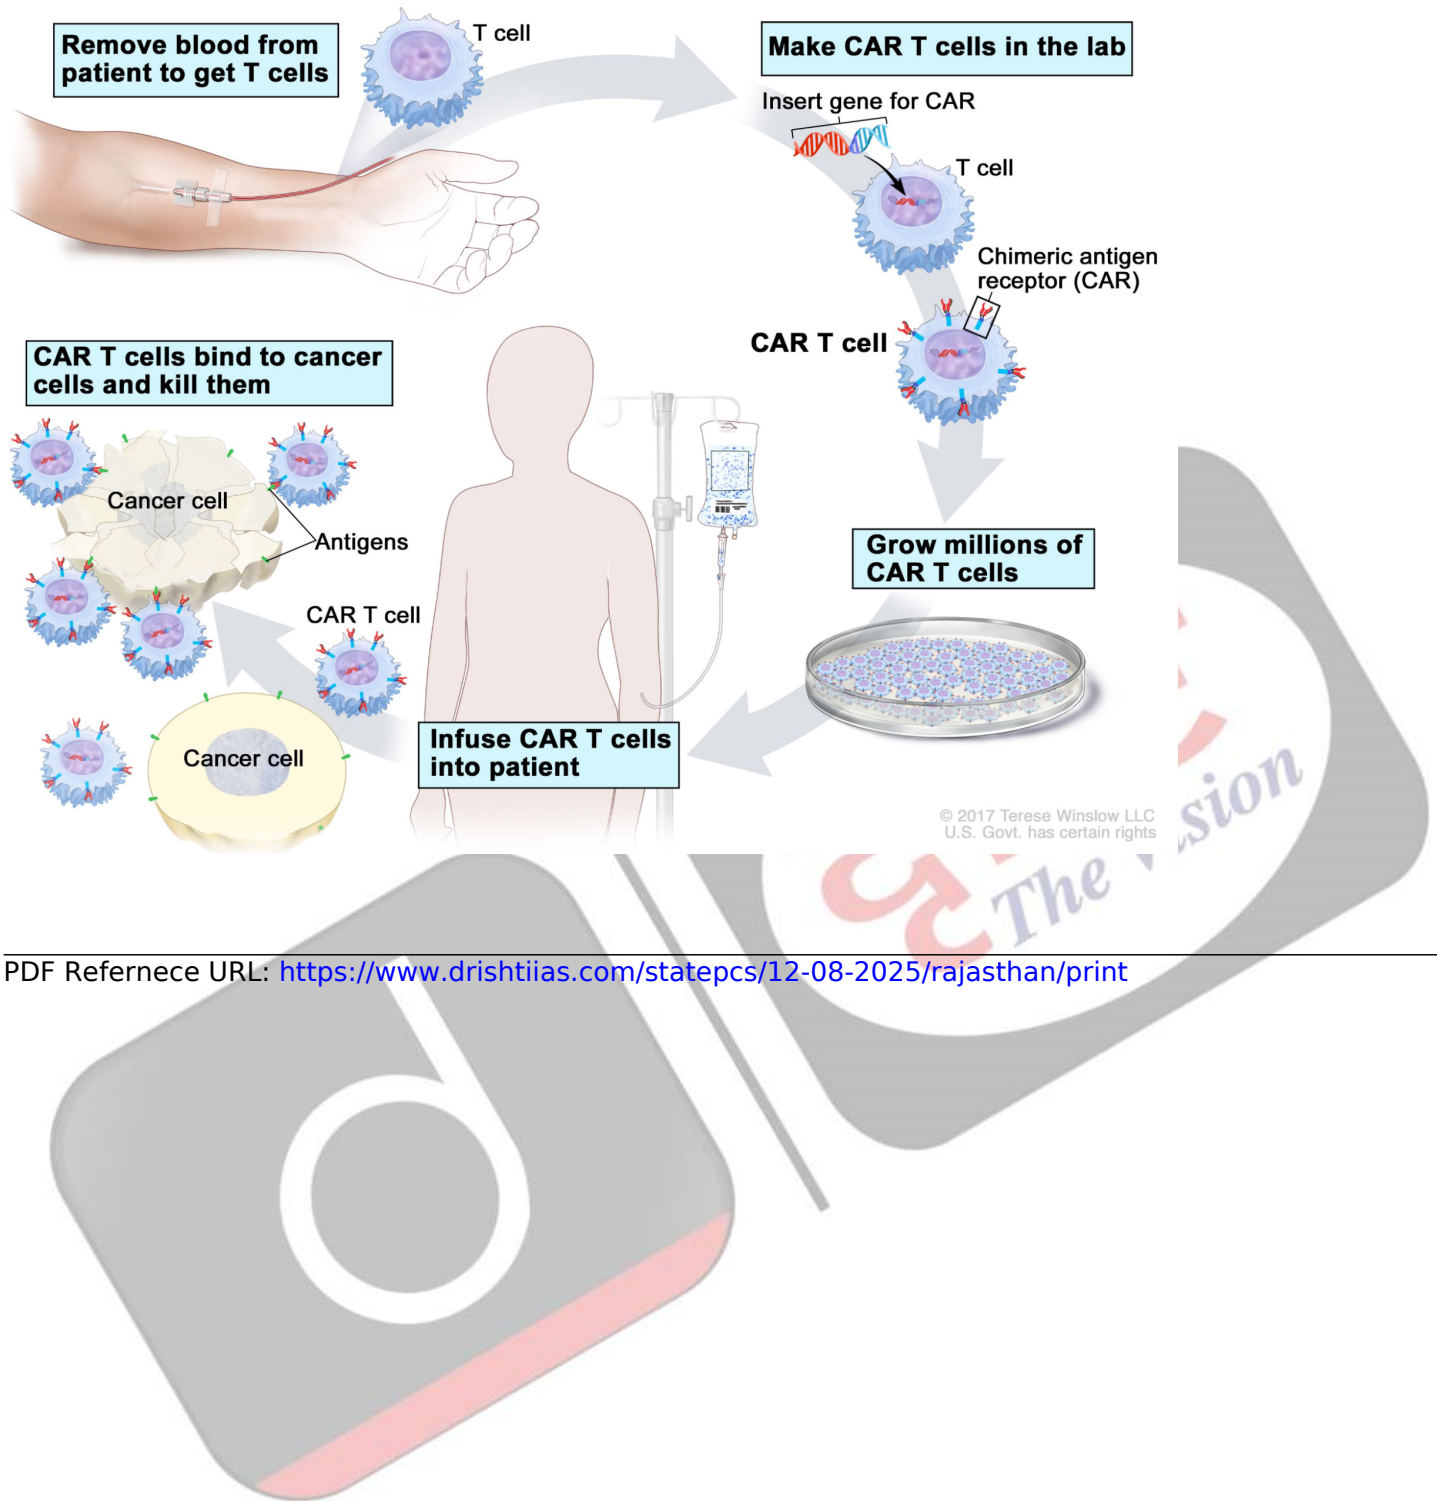 Remove blood from
patient to get T cells
T cell
Make CAR T cells in the lab
Insert gene for CAR
T cell
Chimeric antigen
receptor (CAR)
CAR T cell
Grow millions of
CAR T cells
Infuse CAR T cells
into patient
CAR T cells bind to cancer
cells and kill them
Cancer cell
Antigens
CAR T cell
Cancer cell
© 2017 Terese Winslow LLC
U.S. Govt. has certain rights
The
sion
PDF Refernece URL: https://www.drishtiias.com/statepcs/12-08-2025/rajasthan/print